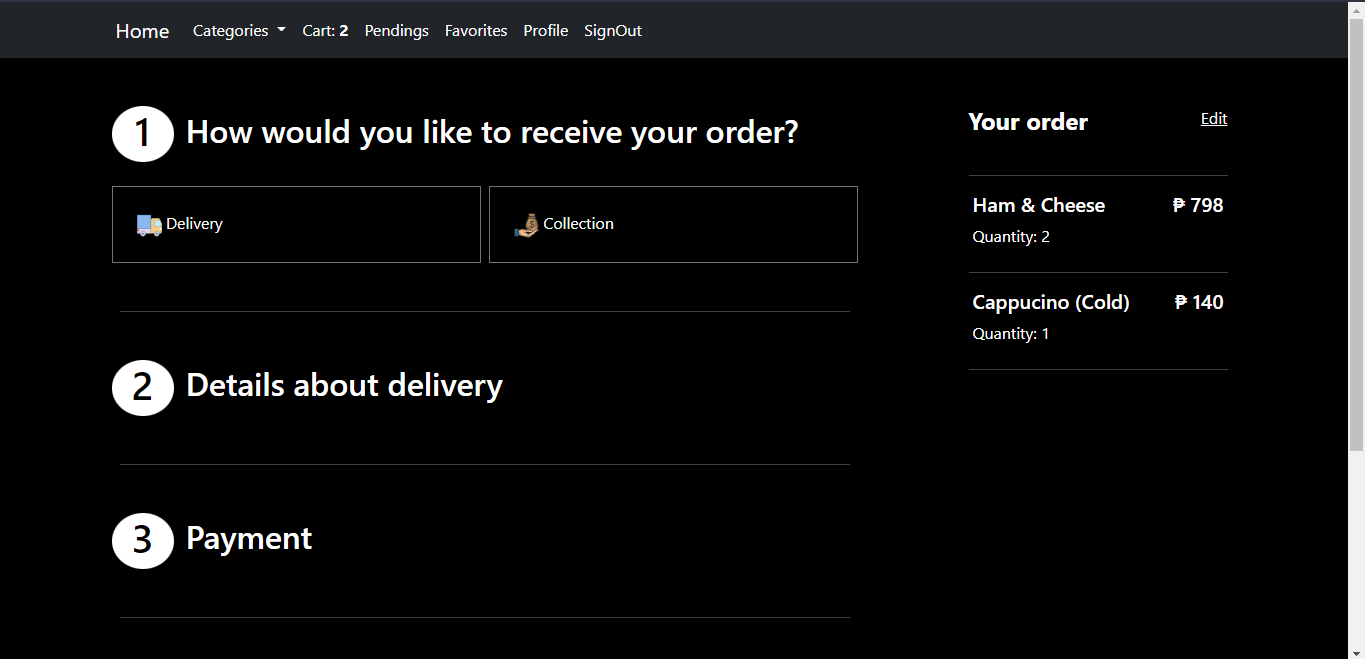 Home Categories Cart: 2 Pendings Favorites Profile SignOut
1 How would you like to receive your order?
Delivery
Collection
2 Details about delivery
3 Payment
Your order Edit
Ham & Cheese ₱ 798
Quantity: 2
Cappucino (Cold) ₱ 140
Quantity: 1